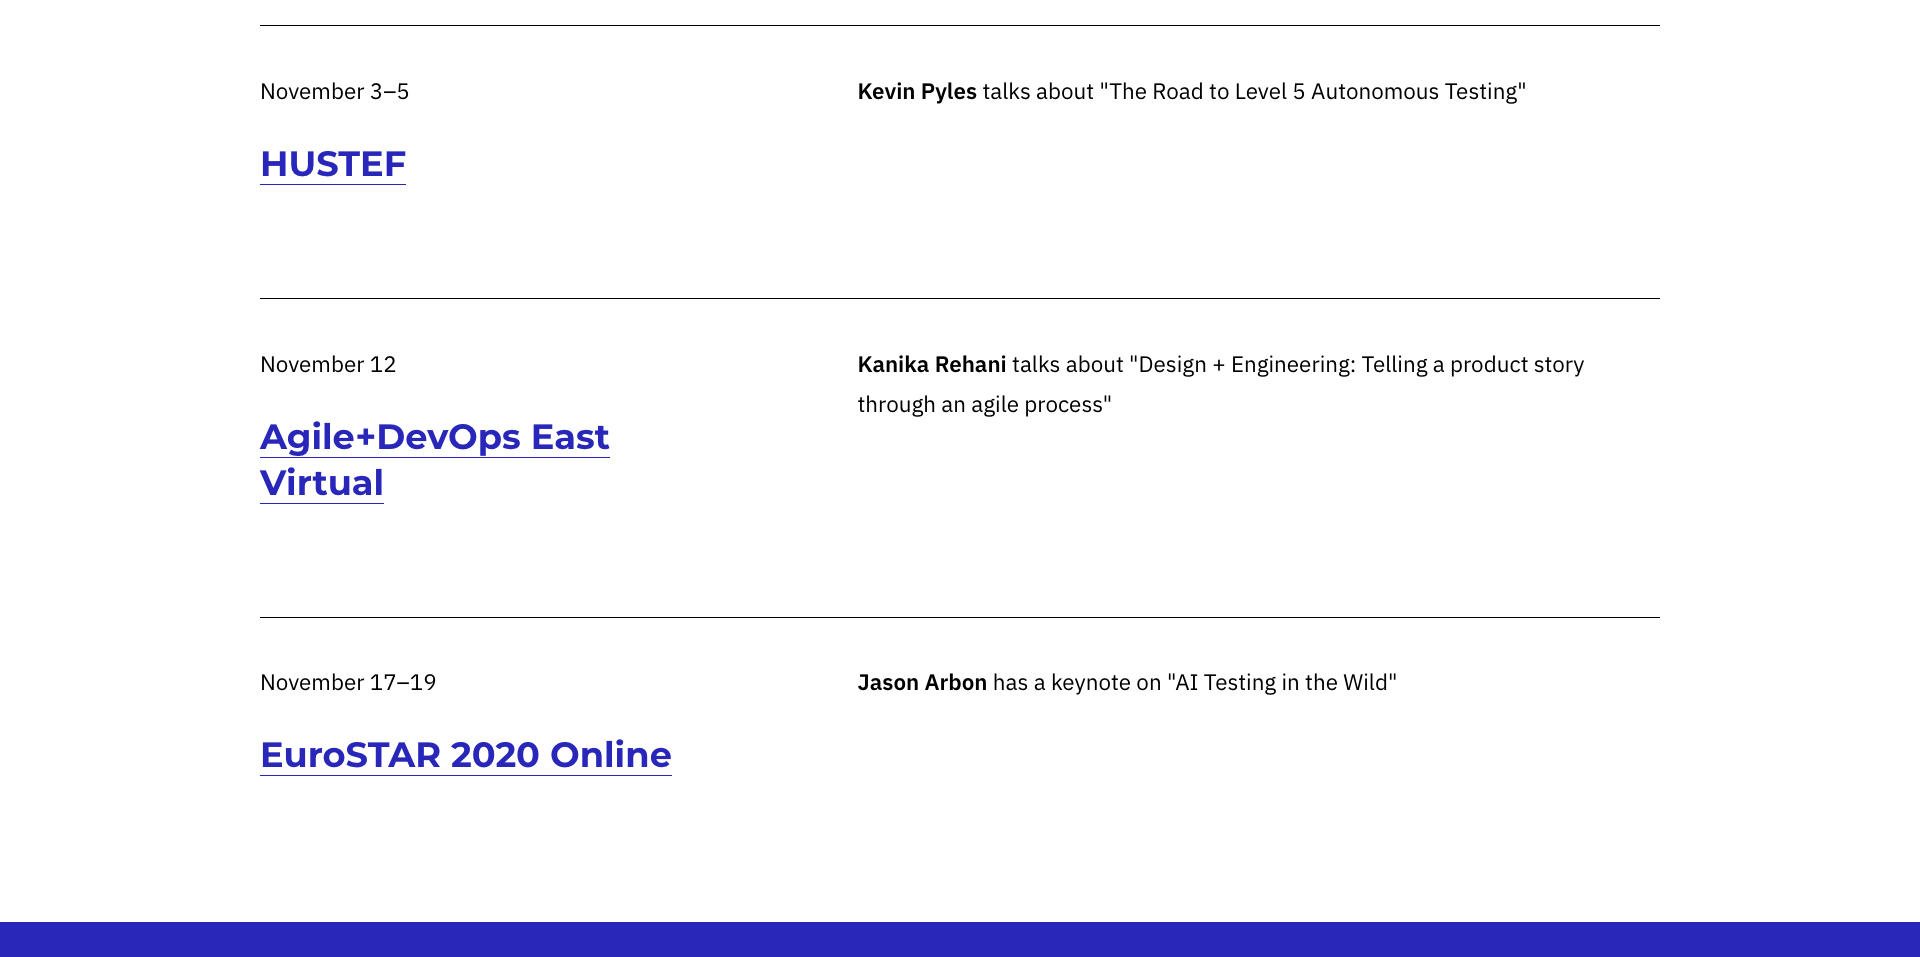 November 3–5
HUSTEF
Kevin Pyles talks about "The Road to Level 5 Autonomous Testing"
November 12
Agile+DevOps East
Virtual
Kanika Rehani talks about "Design + Engineering: Telling a product story
through an agile process"
November 17–19
EuroSTAR 2020 Online
Jason Arbon has a keynote on "AI Testing in the Wild"